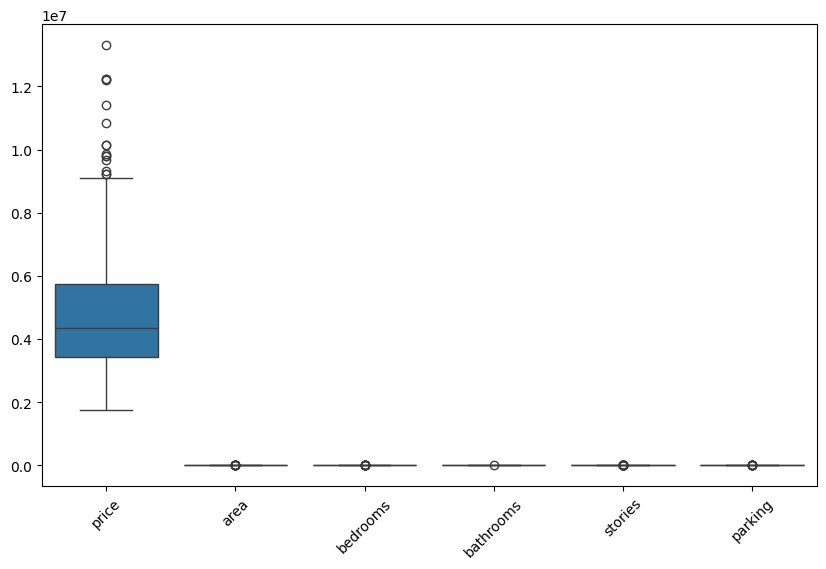 1e7
1.2
1.0
0.8
0.6
0.4
0.2
0.0
price
area
bedrooms
bathrooms
stories
parking